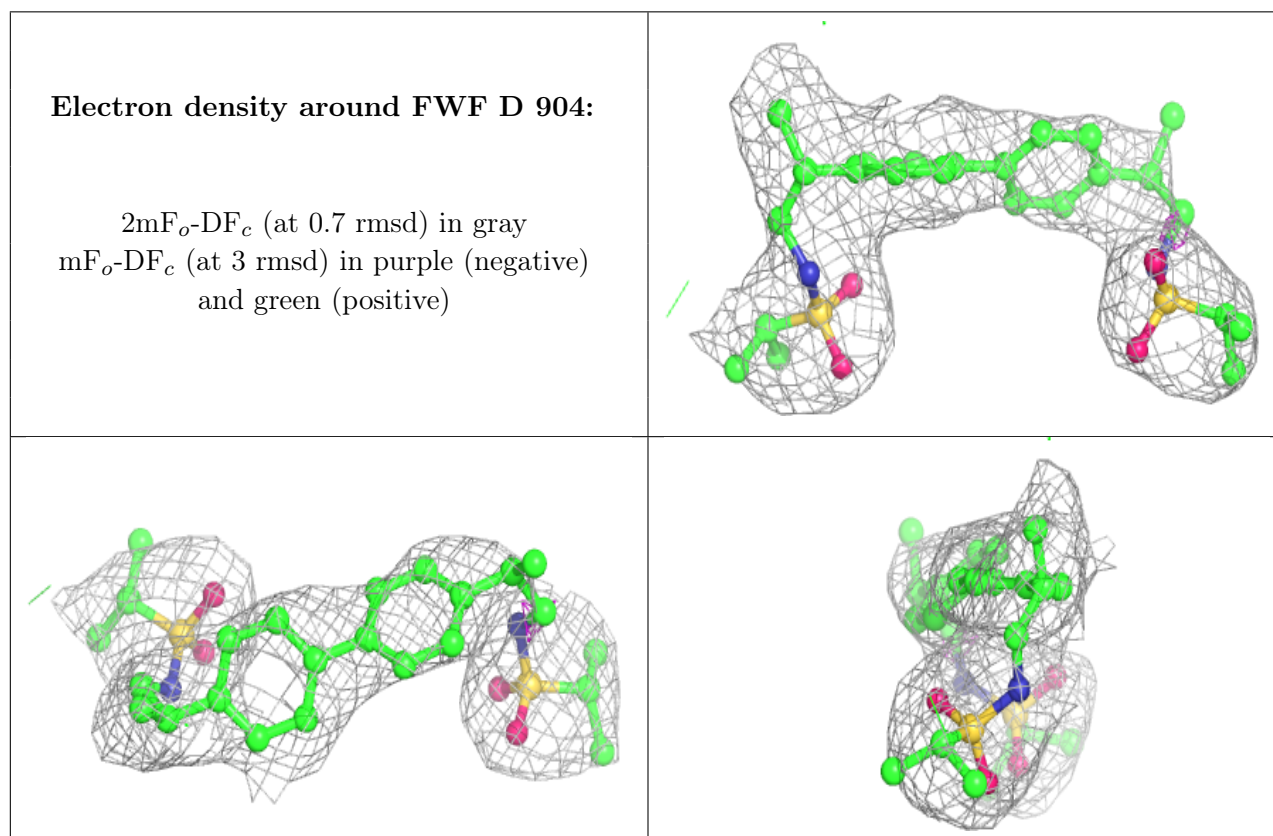 Electron density around FWF D 904:
2mFo-DFc (at 0.7 rmsd) in gray
mFo-DFc (at 3 rmsd) in purple (negative)
and green (positive)